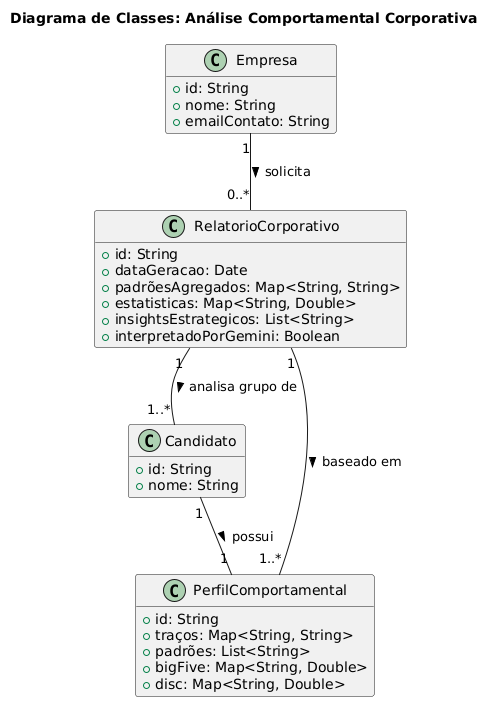 Diagrama de Classes: Análise Comportamental Corporativa
C Empresa
id: String
nome: String
emailContato: String
1
solicita
0..*
C RelatorioCorporativo
id: String
dataGeracao: Date
padrõesAgregados: Map<String, String>
estatisticas: Map<String, Double>
insightsEstrategicos: List<String>
interpretadoPorGemini: Boolean
1 1
analisa grupo de
1..*
C Candidato
id: String
nome: String
baseado em
1
possui
1 1..*
C PerfilComportamental
id: String
traços: Map<String, String>
padrões: List<String>
bigFive: Map<String, Double>
disc: Map<String, Double>